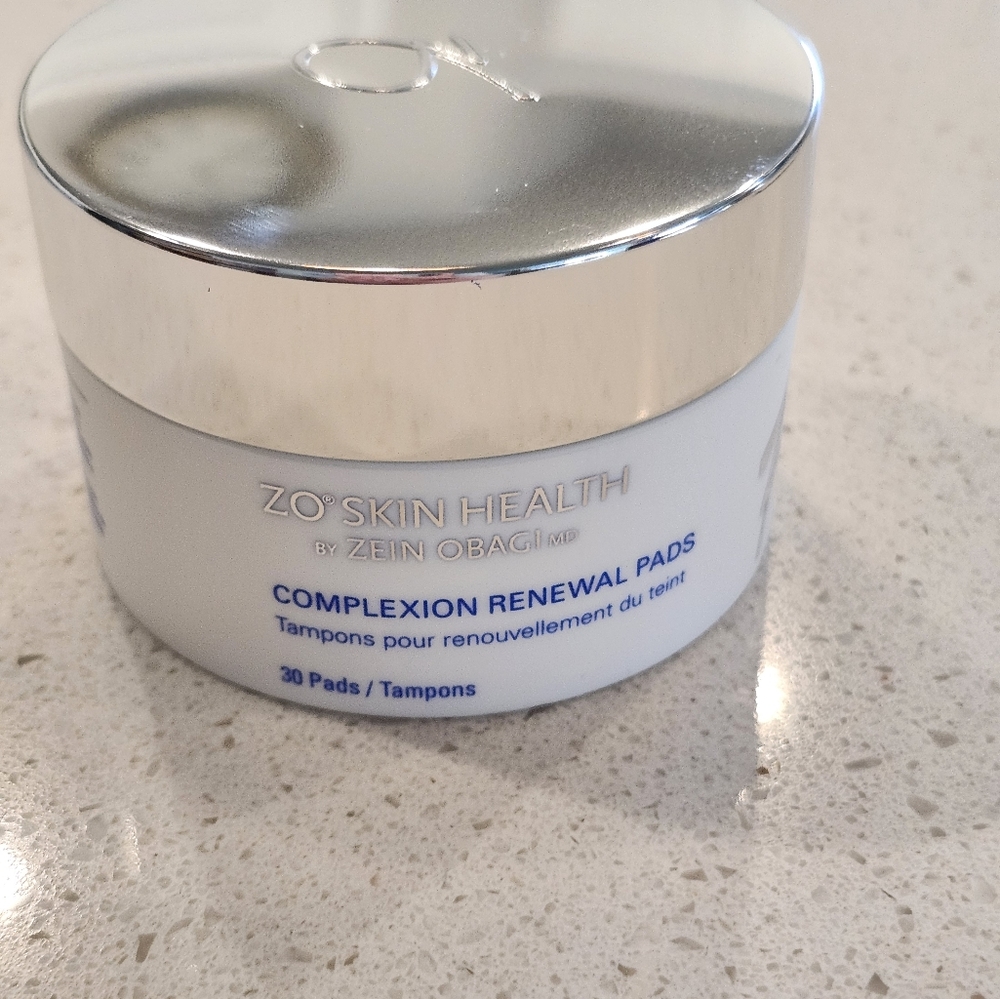 ZO® SKIN HEALTH
BY ZEIN OBAGI MD
COMPLEXION RENEWAL PADS
Tampons pour renouvellement du teint
30 Pads / Tampons